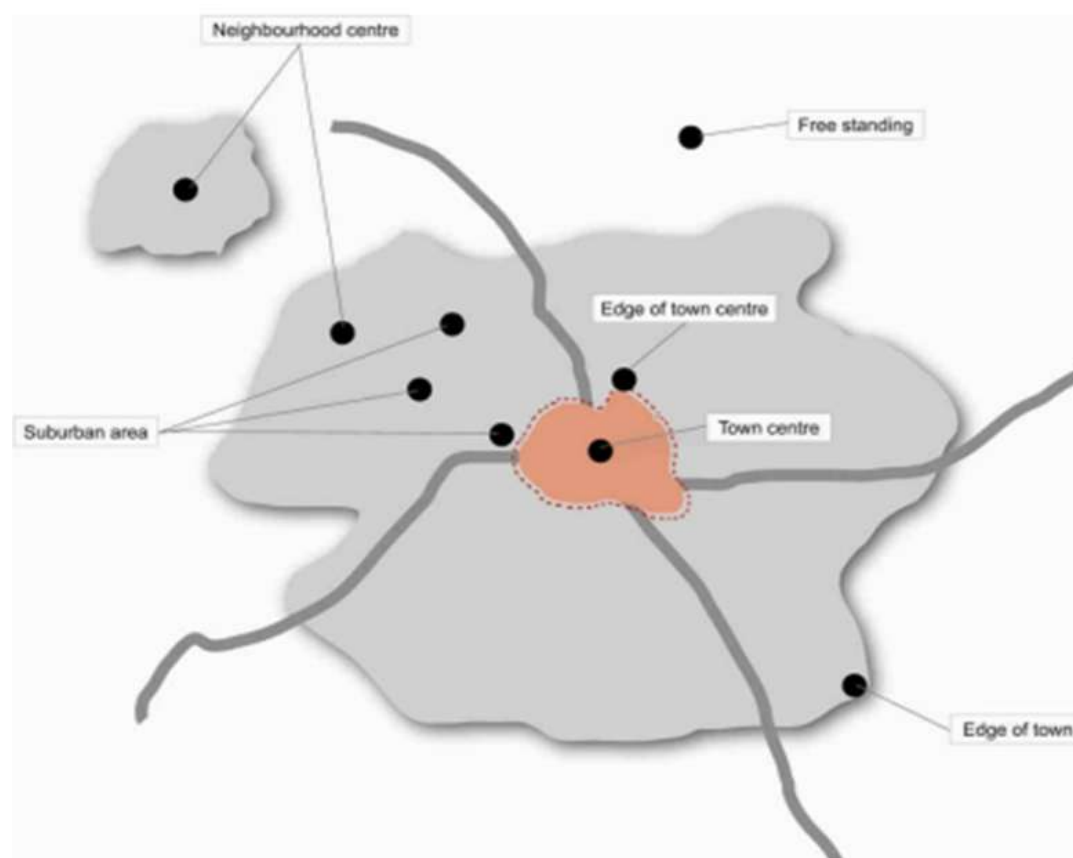 Neighbourhood centre
Free standing
Edge of town centre
Town centre
Suburban area
Edge of town